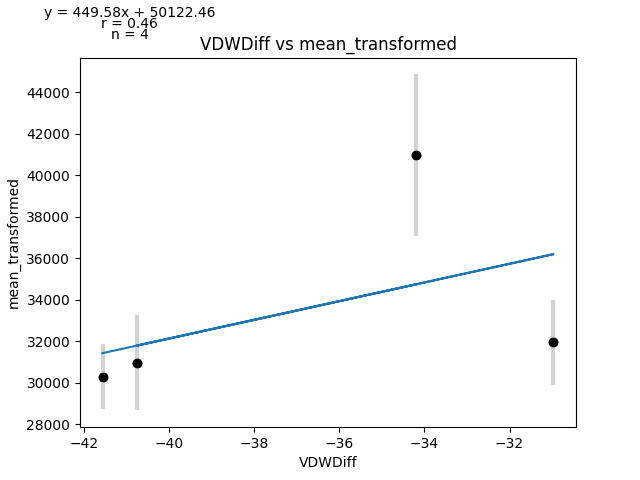 y = 449.58x + 50122.46
r = 0.46
n = 4
VDWDiff vs mean_transformed
mean_transformed
44000
42000
40000
38000
36000
34000
32000
30000
28000
−42
−40
−38
−36
−34
−32
VDWDiff